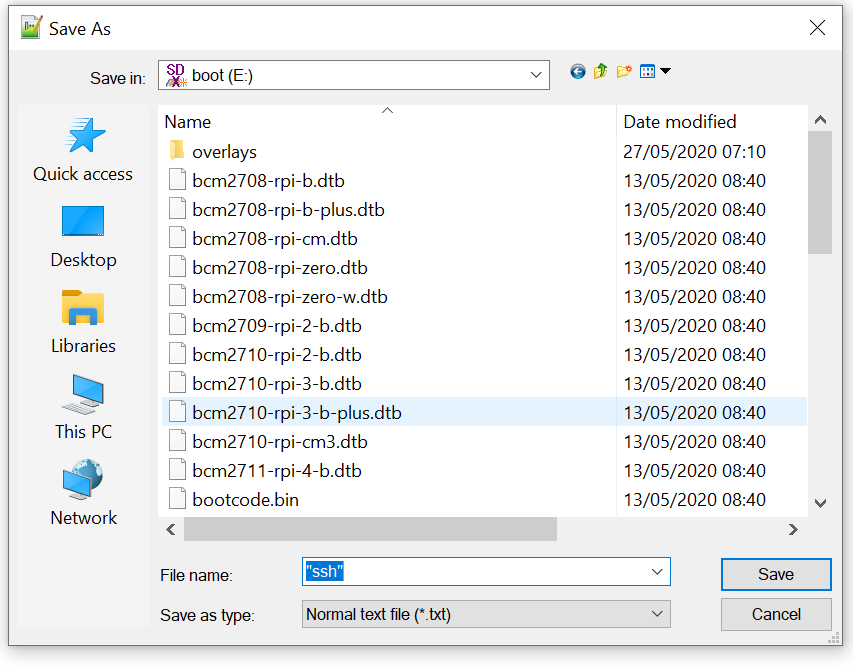 Save As
Save in:
SD
boot (E:)
Quick access
Desktop
Libraries
This PC
Network
Name Date modified
overlays 27/05/2020 07:10
bcm2708-rpi-b.dtb 13/05/2020 08:40
bcm2708-rpi-b-plus.dtb 13/05/2020 08:40
bcm2708-rpi-cm.dtb 13/05/2020 08:40
bcm2708-rpi-zero.dtb 13/05/2020 08:40
bcm2708-rpi-zero-w.dtb 13/05/2020 08:40
bcm2709-rpi-2-b.dtb 13/05/2020 08:40
bcm2710-rpi-2-b.dtb 13/05/2020 08:40
bcm2710-rpi-3-b.dtb 13/05/2020 08:40
bcm2710-rpi-3-b-plus.dtb 13/05/2020 08:40
bcm2710-rpi-cm3.dtb 13/05/2020 08:40
bcm2711-rpi-4-b.dtb 13/05/2020 08:40
bootcode.bin 13/05/2020 08:40
File name: "ssh" Save
Save as type: Normal text file (*.txt) Cancel